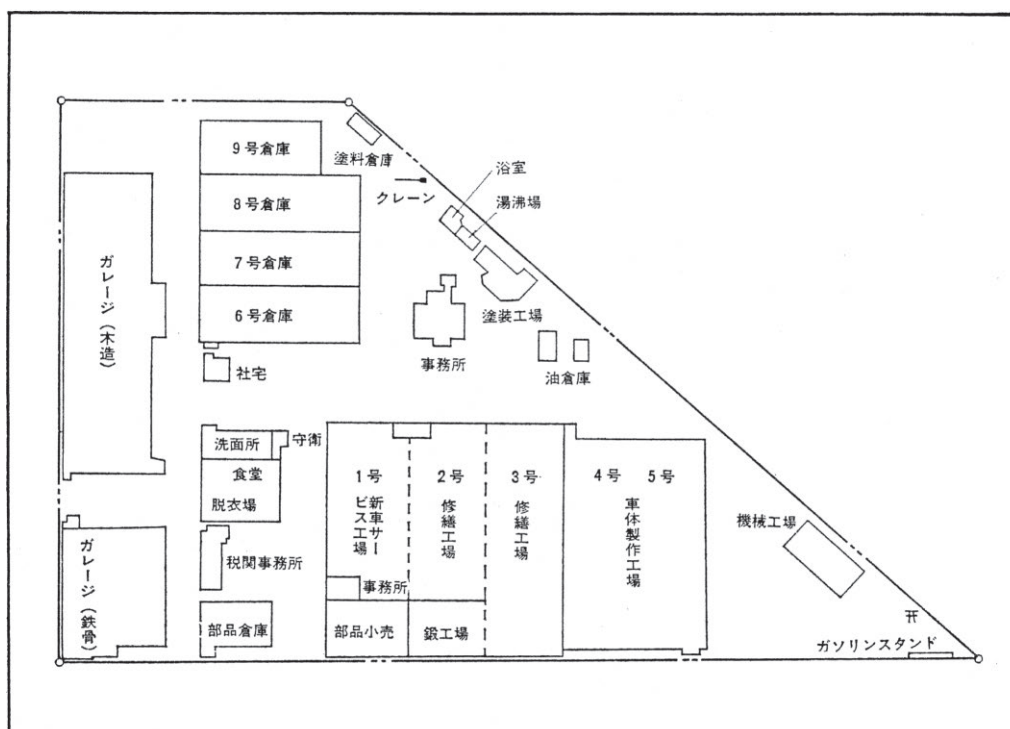 9号倉庫
塗料倉庫
浴室
クレーン
湯沸場
8号倉庫
7号倉庫
6号倉庫
ガレージ(木造)
塗装工場
事務所
油倉庫
社宅
洗面所
守衛
食堂
脱衣場
1号
新車サー
ビス工場
2号
修繕工場
3号
修繕工場
4号 5号
車体製作工場
機械工場
ガレージ(鉄骨)
税関事務所
事務所
部品倉庫
部品小売
鍛工場
ガソリンスタンド